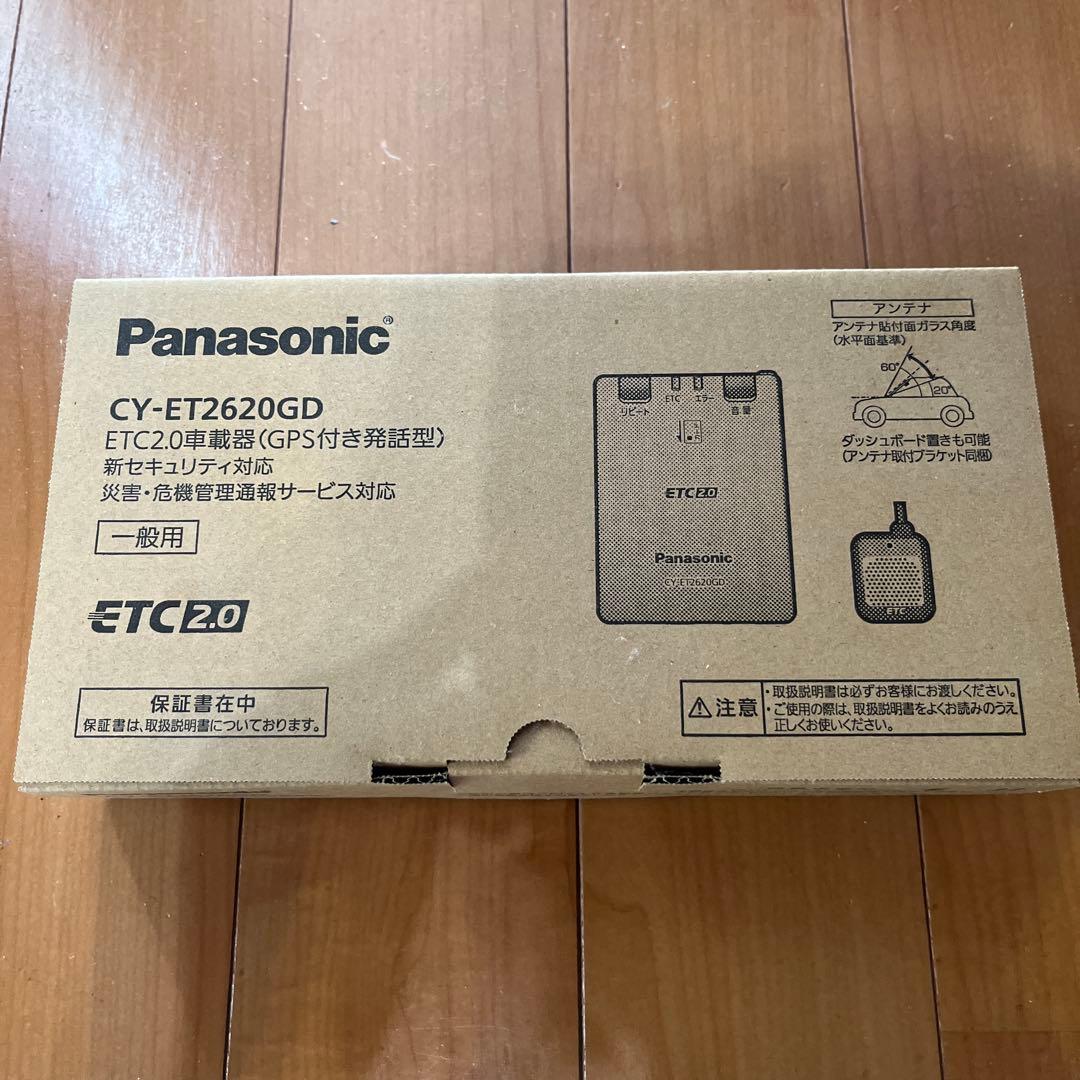 Panasonic®
CY-ET2620GD
ETC2.0車載器(GPS付き発話型)
新セキュリティ対応
災害・危機管理通報サービス対応
一般用
ETC2.0
保証書在中
保証書は、取扱説明書についております。
リピート ETC エラー 音量
ETC2.0
Panasonic
CY-ET2620GD
アンテナ
アンテナ貼付面ガラス角度
(水平面基準)
60°
20°
ダッシュボード置きも可能
(アンテナ取付ブラケット同梱)
ETC
注意
・取扱説明書は必ずお客様にお渡しください。
・ご使用の際は、取扱説明書をよくお読みのうえ
正しくお使いください。